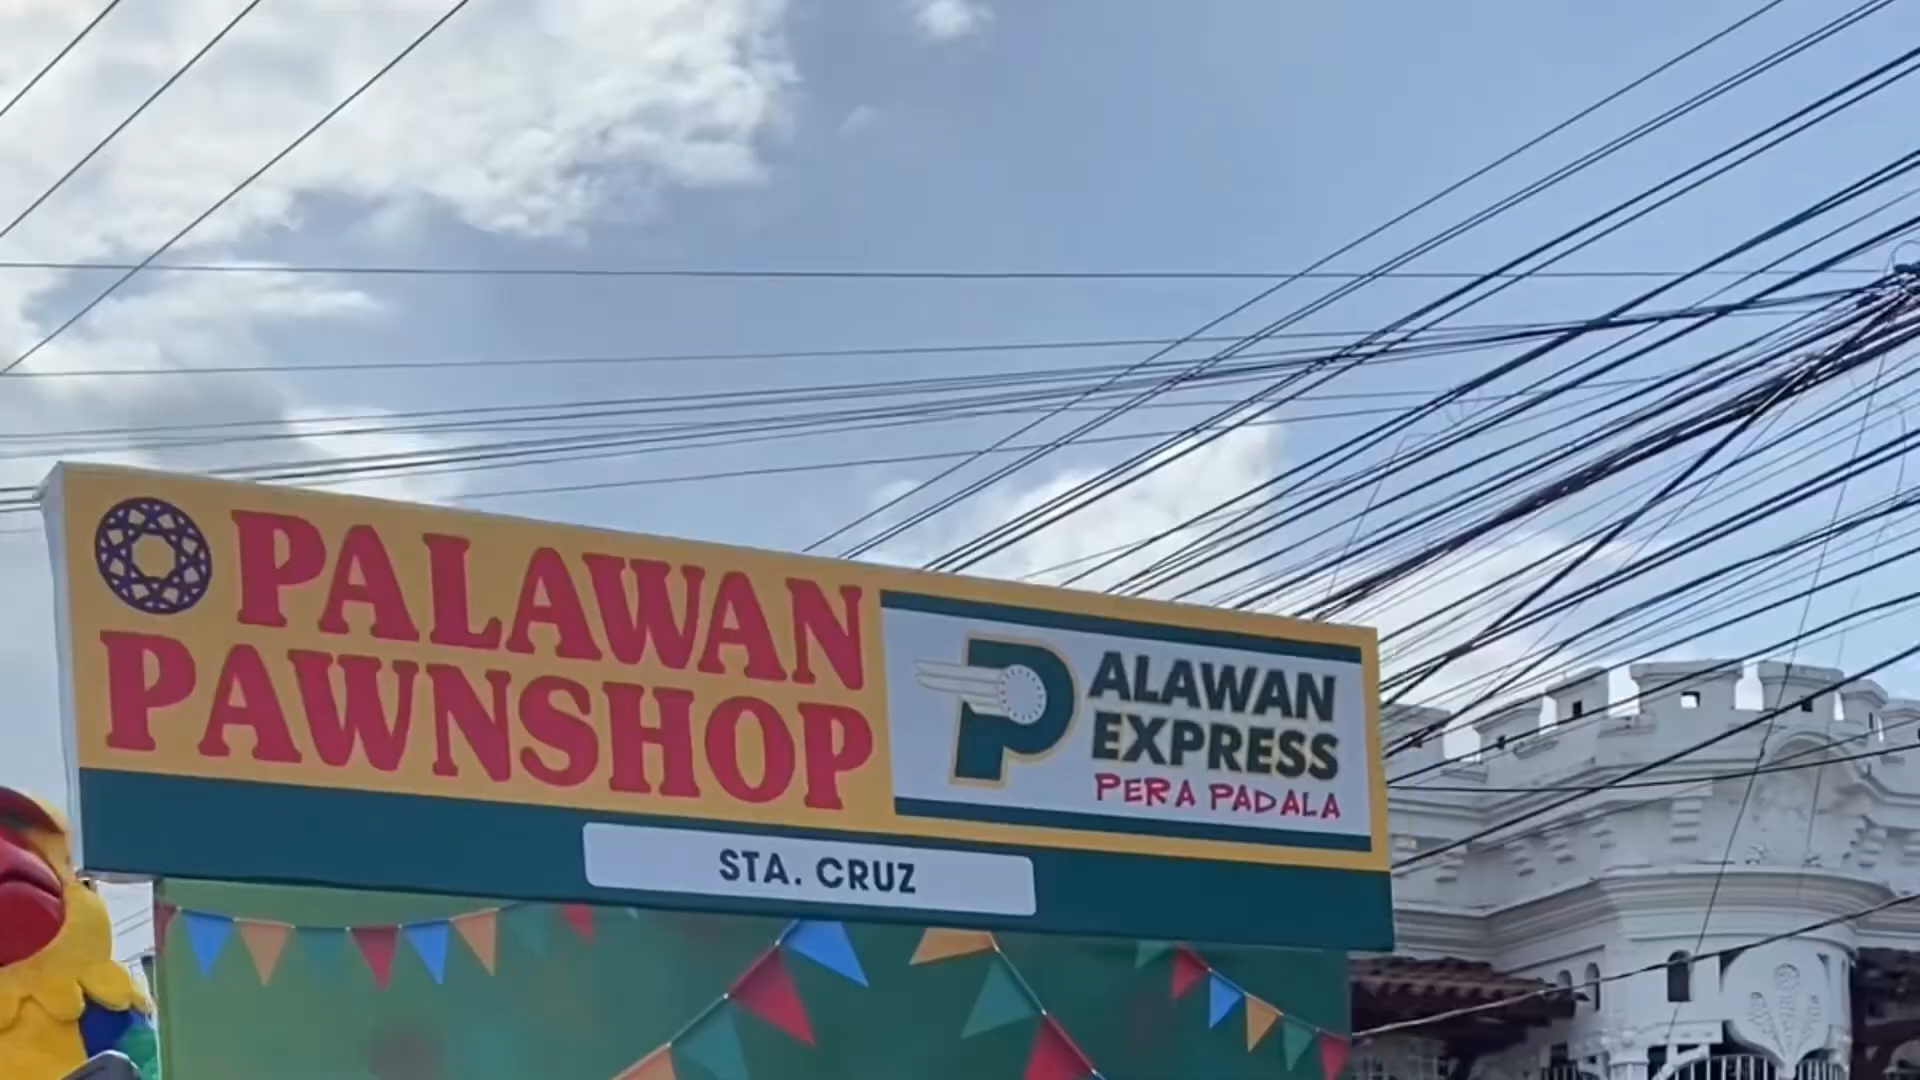 PALAWAN
PAWNSHOP
PALAWAN
EXPRESS
PERA PADALA
STA. CRUZ